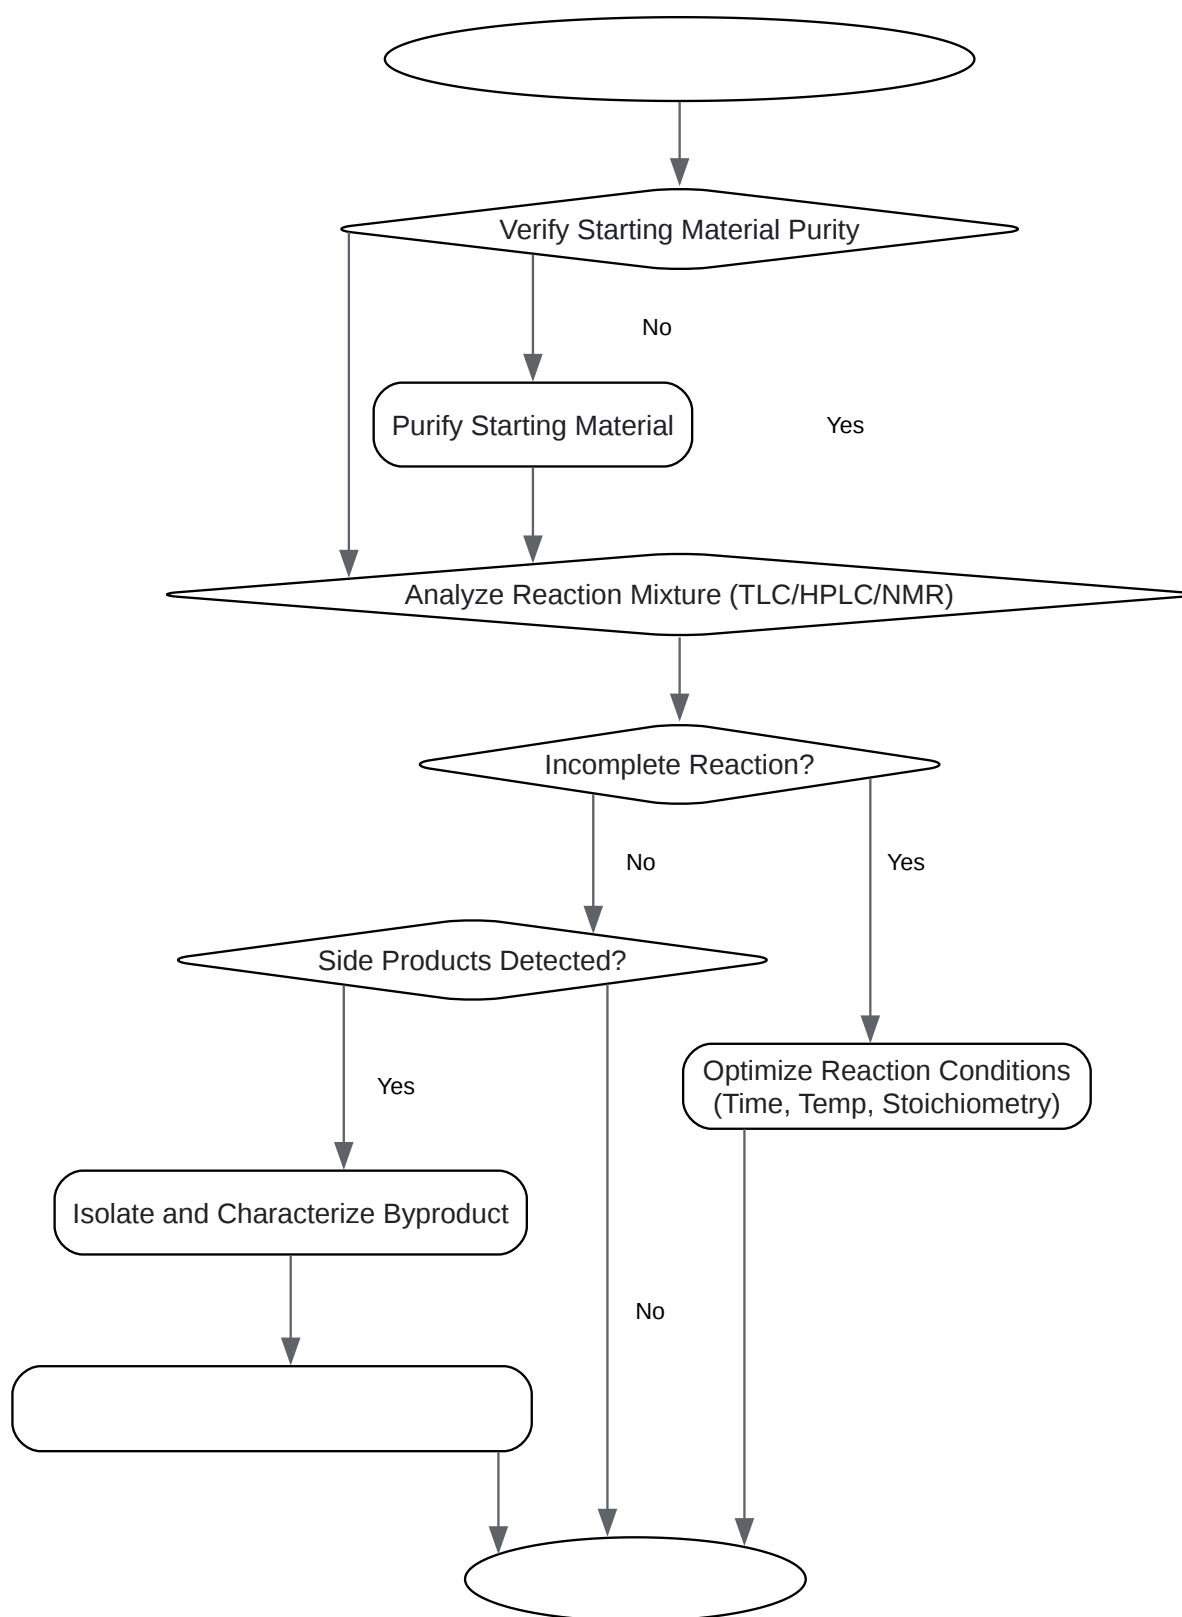 Verify Starting Material Purity
No
Purify Starting Material
Yes
Analyze Reaction Mixture (TLC/HPLC/NMR)
Incomplete Reaction?
No
Yes
Side Products Detected?
Optimize Reaction Conditions
(Time, Temp, Stoichiometry)
Yes
Isolate and Characterize Byproduct
No